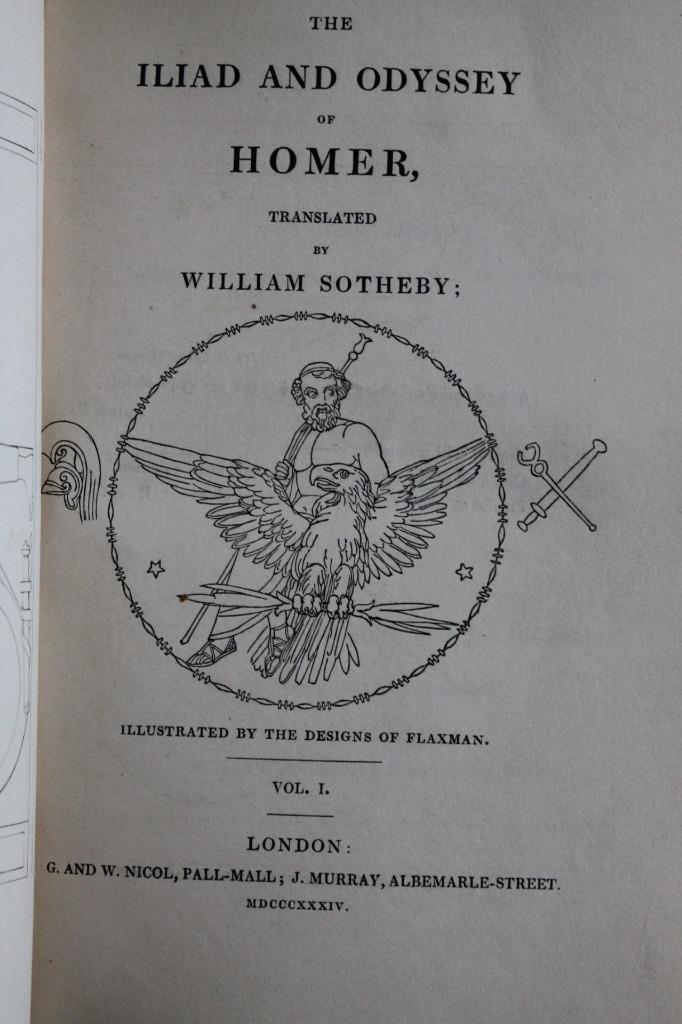 THE
ILIAD AND ODYSSEY
OF
HOMER,
TRANSLATED
BY
WILLIAM SOTHEBY;
ILLUSTRATED BY THE DESIGNS OF FLAXMAN.
VOL. I.
LONDON:
G. AND W. NICOL, PALL-MALL; J. MURRAY, ALBEMARLE-STREET.
MDCCCXXXIV.